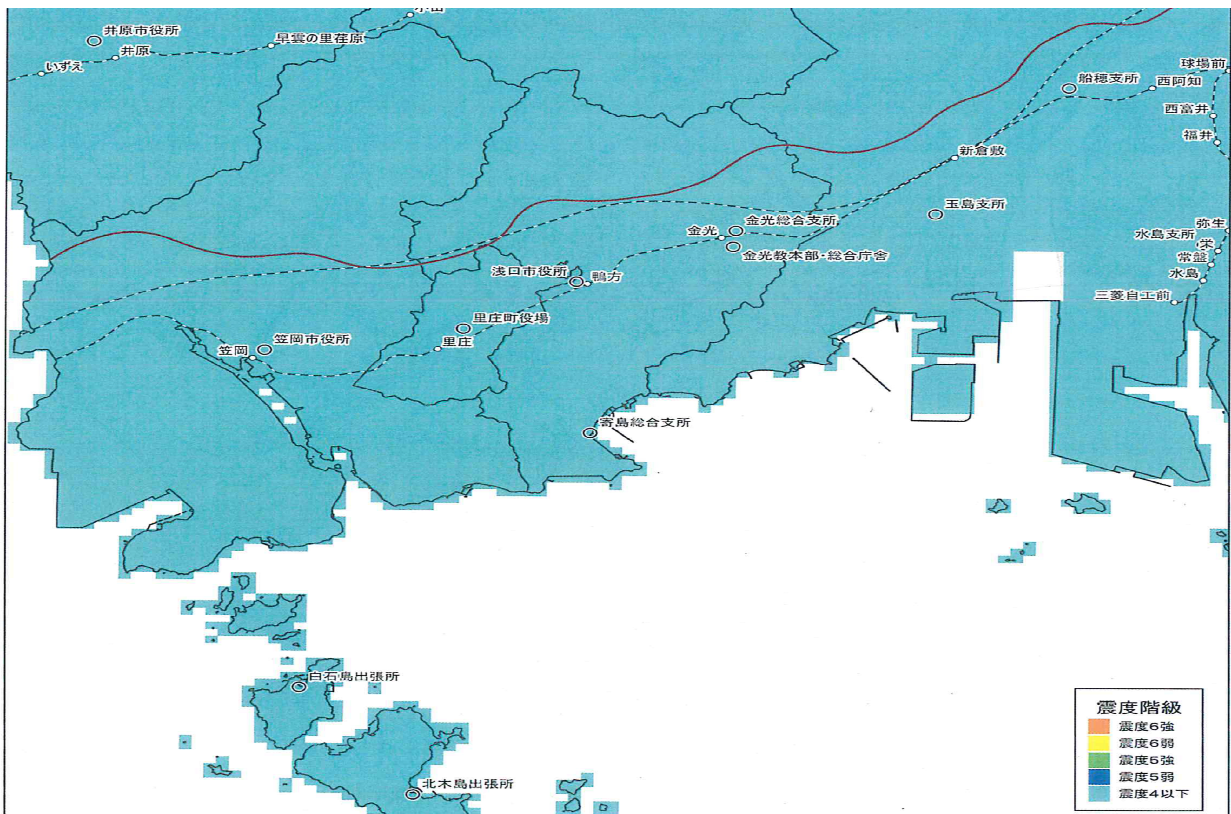 小田
井原市役所
早雲の里荏原
井原
いずえ
球場前
船穂支所
西阿知
西富井
福井
新倉敷
玉島支所
弥生
水島支所
栄
常盤
水島
三菱自工前
金光総合支所
金光
金光教本部・総合庁舎
浅口市役所
鴨方
里庄町役場
里庄
笠岡市役所
笠岡
寄島総合支所
白石島出張所
北木島出張所
震度階級
震度6強
震度6弱
震度5強
震度5弱
震度4以下